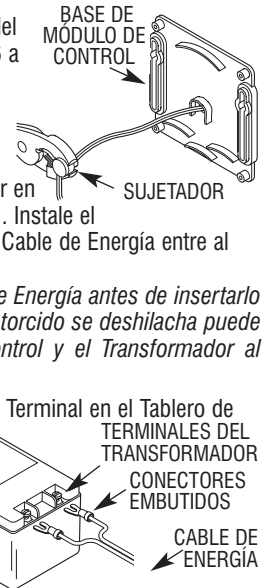 BASE DE
MÓDULO DE
CONTROL
a
SUJETADOR
r en
. Instale el
Cable de Energía entre al
e Energía antes de insertarlo
torcido se deshilacha puede
ntrol y el Transformador al
Terminal en el Tablero de
TERMINALES DEL
TRANSFORMADOR
CONECTORES
EMBUTIDOS
CABLE DE
ENERGÍA